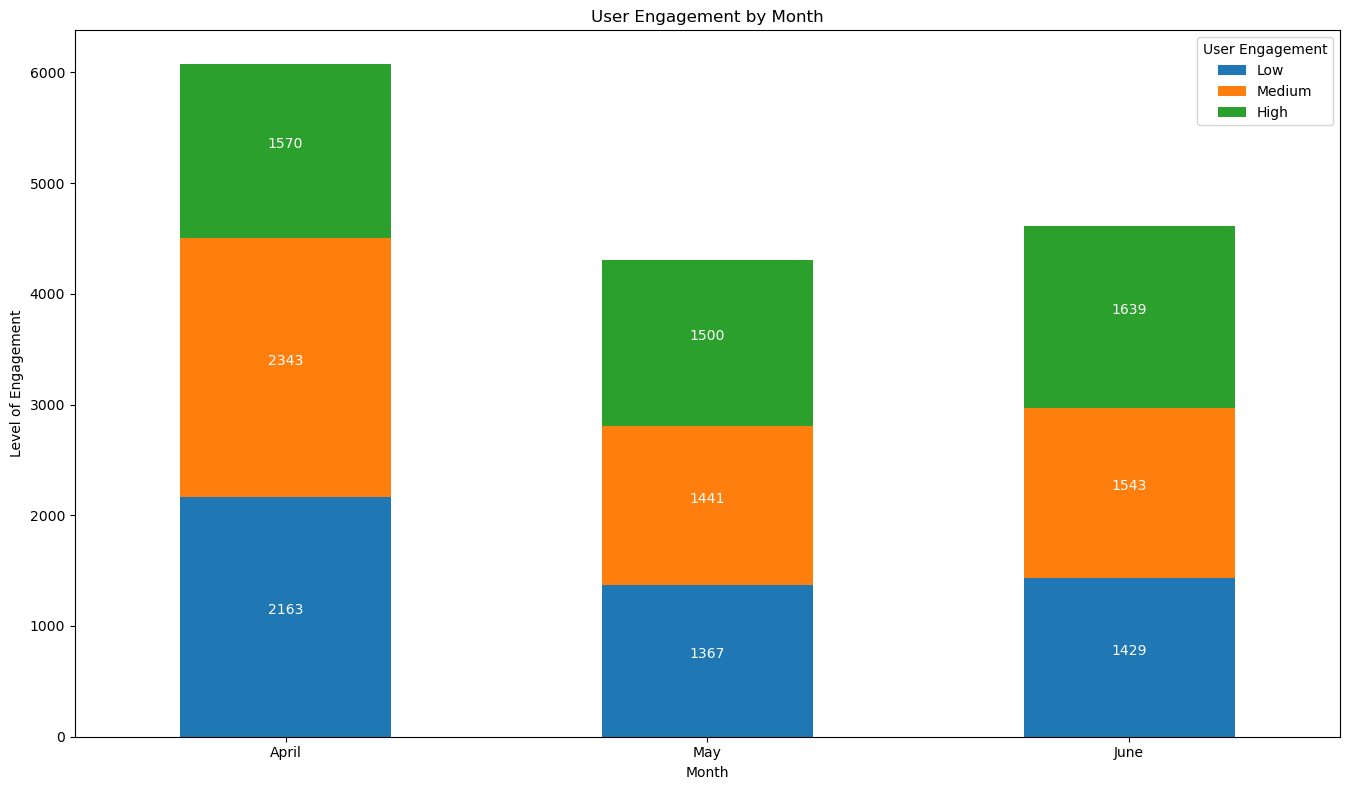 User Engagement by Month
User Engagement
Low
Medium
High
Level of Engagement
6000
5000
4000
3000
2000
1000
0
1570
2343
2163
1500
1441
1367
1639
1543
1429
April
May
June
Month